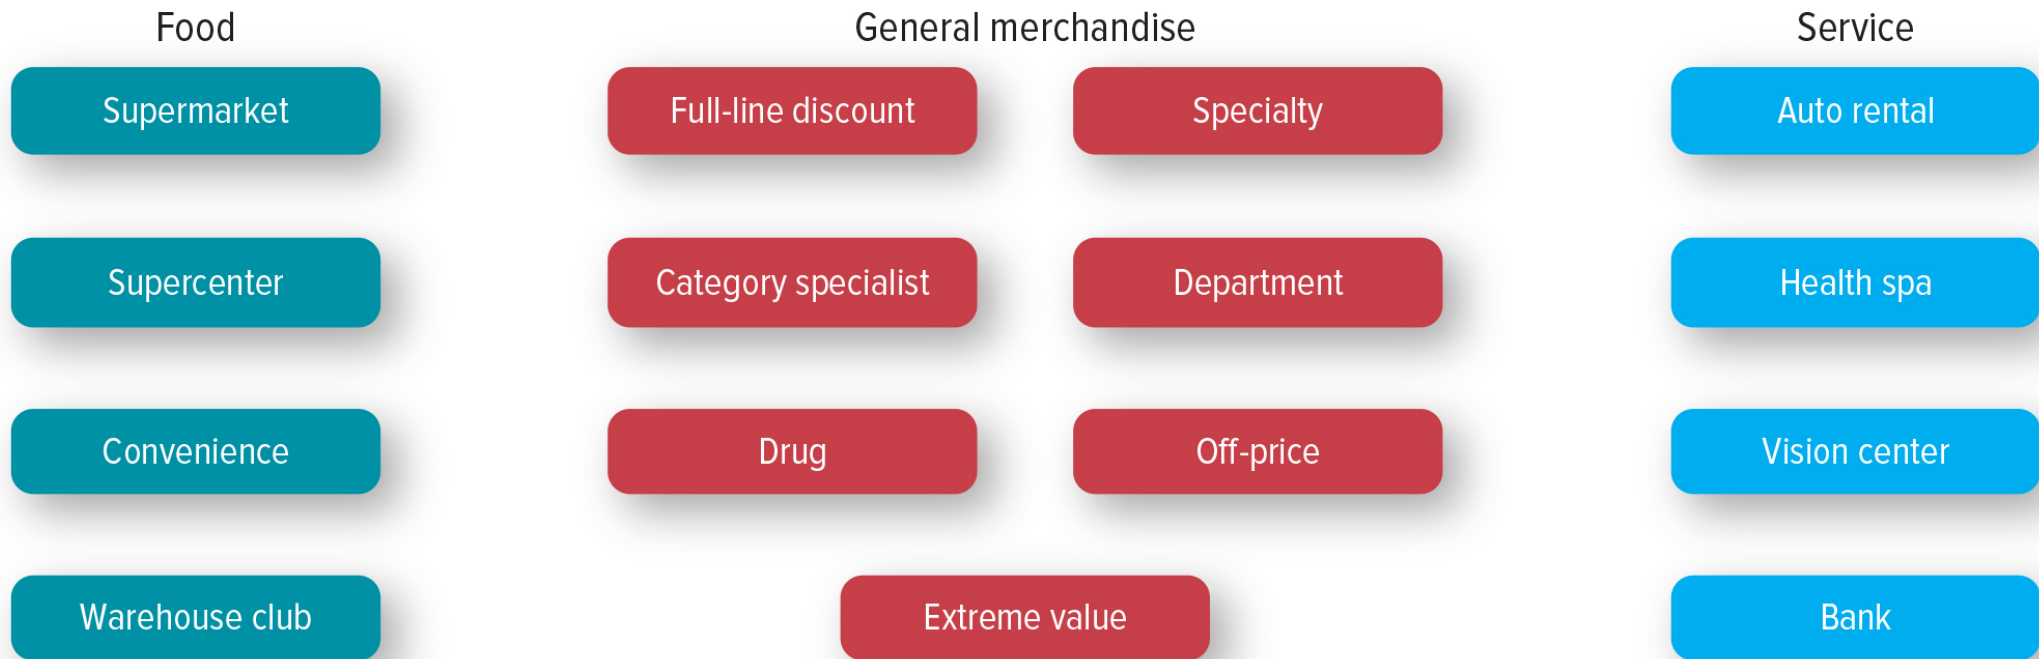 Food
General merchandise
Service
Supermarket
Full-line discount
Specialty
Auto rental
Supercenter
Category specialist
Department
Health spa
Convenience
Drug
Off-price
Vision center
Warehouse club
Extreme value
Bank